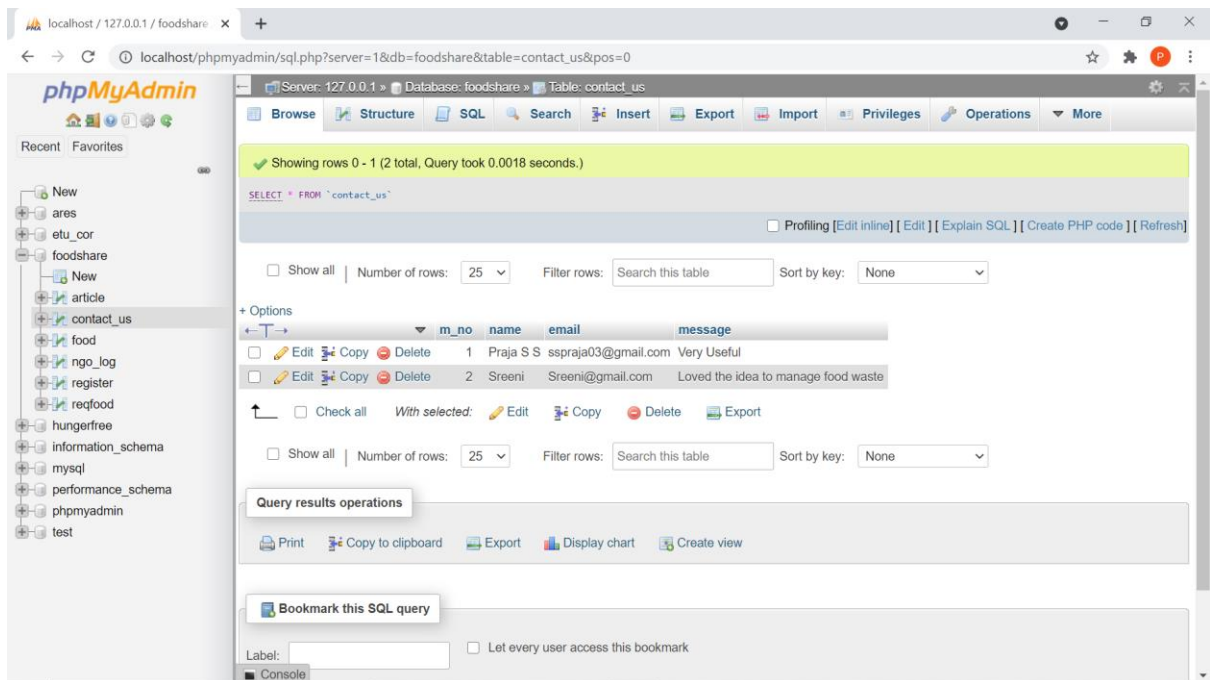 localhost / 127.0.0.1 / foodshare
localhost/phpmyadmin/sql.php?server=1&db=foodshare&table=contact_us&pos=0
P
phpMyAdmin
Recent Favorites
New
ares
etu_cor
foodshare
New
article
contact_us
food
ngo_log
register
reqfood
hungerfree
information_schema
mysql
performance_schema
phpmyadmin
test
Server: 127.0.0.1 » Database: foodshare » Table: contact_us
Browse Structure SQL Search Insert Export Import Privileges Operations More
Showing rows 0 - 1 (2 total, Query took 0.0018 seconds.)
SELECT * FROM `contact_us`
Profiling [Edit inline] [ Edit ] [ Explain SQL ] [ Create PHP code ] [ Refresh]
Show all | Number of rows: 25 Filter rows: Search this table Sort by key: None
+ Options
←T→ m_no name email message
Edit Copy Delete 1 Praja S S sspraja03@gmail.com Very Useful
Edit Copy Delete 2 Sreeni Sreeni@gmail.com Loved the idea to manage food waste
Check all With selected: Edit Copy Delete Export
Show all | Number of rows: 25 Filter rows: Search this table Sort by key: None
Query results operations
Print Copy to clipboard Export Display chart Create view
Bookmark this SQL query
Label: Let every user access this bookmark
Console